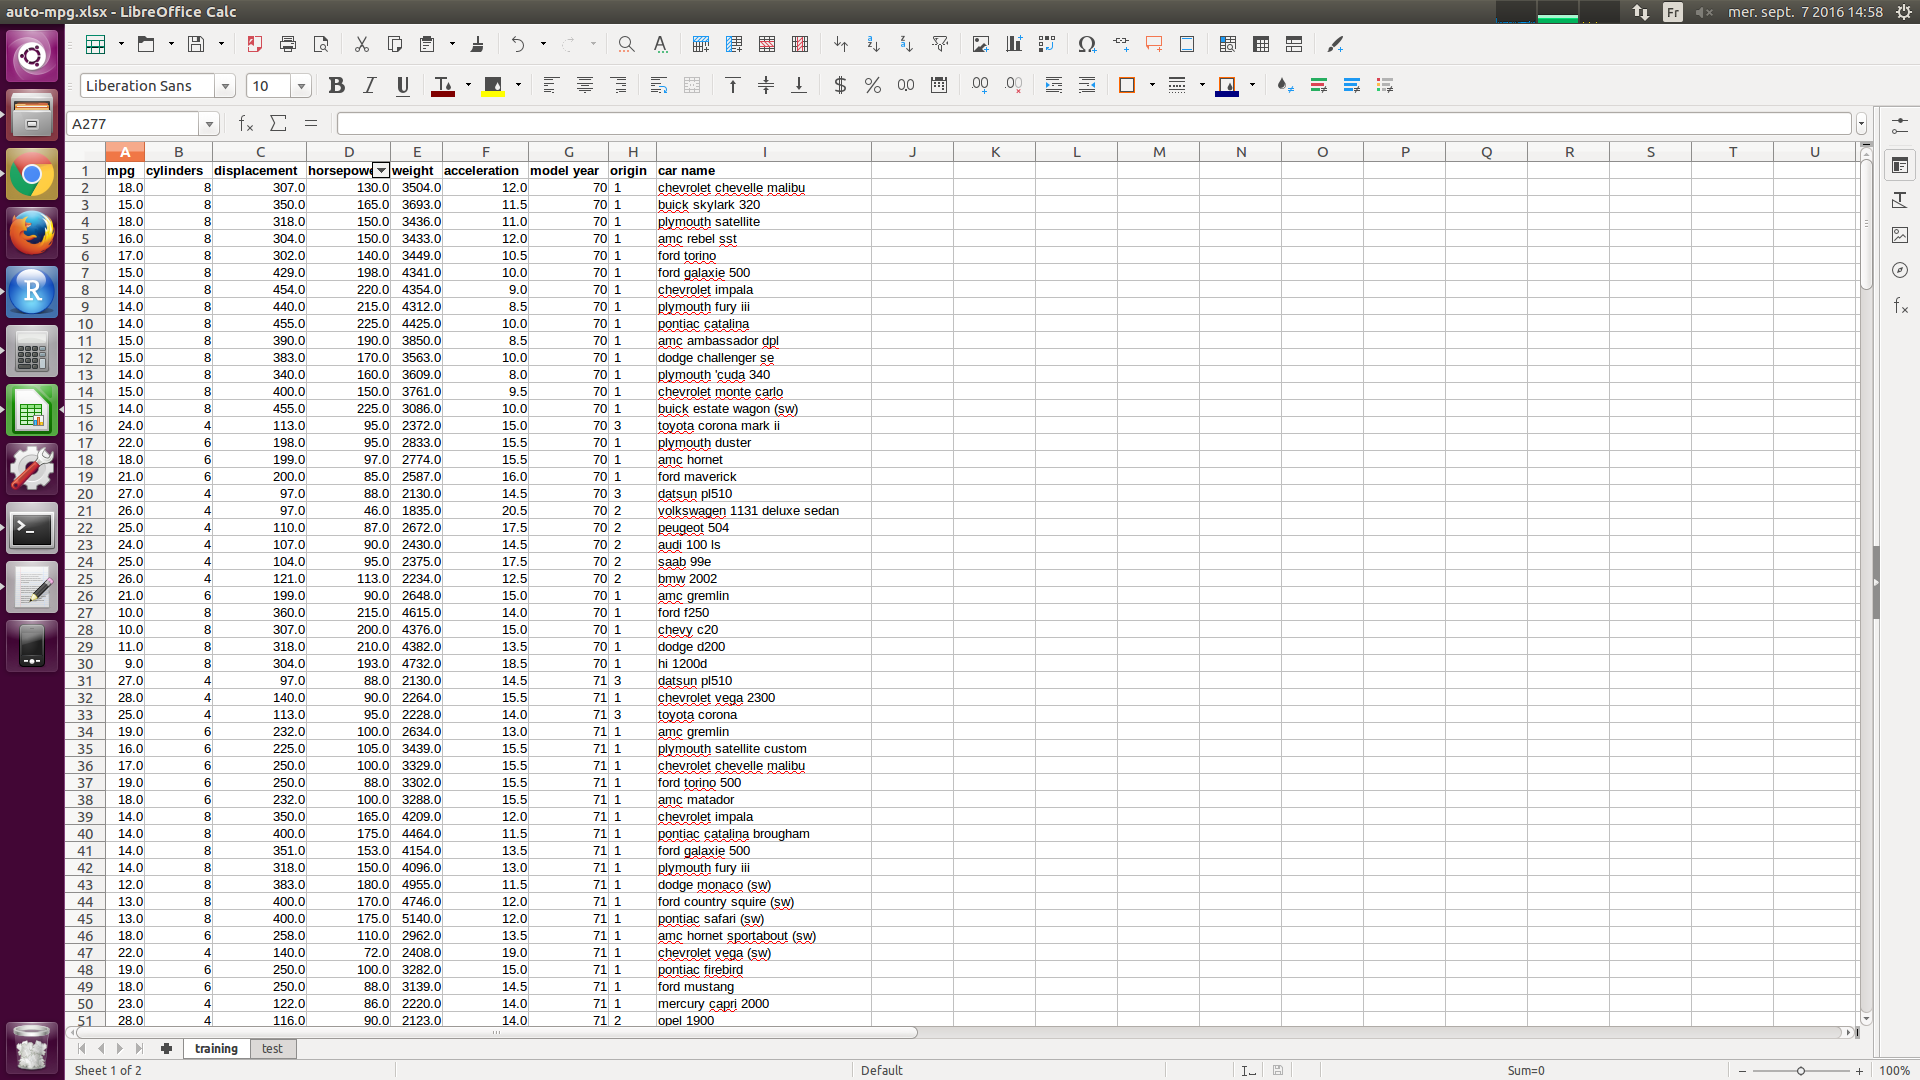 auto-mpg.xlsx - LibreOffice Calc Fr mer. sept. 7 2016 14:58
Liberation Sans 10
A277
A B C D E F G H I J K L M N O P Q R S T U
1 mpg cylinders displacement horsepowe weight acceleration model year origin car name
2 18.0 8 307.0 130.0 3504.0 12.0 70 1 chevrolet chevelle malibu
3 15.0 8 350.0 165.0 3693.0 11.5 70 1 buick skylark 320
4 18.0 8 318.0 150.0 3436.0 11.0 70 1 plymouth satellite
5 16.0 8 304.0 150.0 3433.0 12.0 70 1 amc rebel sst
6 17.0 8 302.0 140.0 3449.0 10.5 70 1 ford torino
7 15.0 8 429.0 198.0 4341.0 10.0 70 1 ford galaxie 500
8 14.0 8 454.0 220.0 4354.0 9.0 70 1 chevrolet impala
9 14.0 8 440.0 215.0 4312.0 8.5 70 1 plymouth fury iii
10 14.0 8 455.0 225.0 4425.0 10.0 70 1 pontiac catalina
11 15.0 8 390.0 190.0 3850.0 8.5 70 1 amc ambassador dpl
12 15.0 8 383.0 170.0 3563.0 10.0 70 1 dodge challenger se
13 14.0 8 340.0 160.0 3609.0 8.0 70 1 plymouth 'cuda 340
14 15.0 8 400.0 150.0 3761.0 9.5 70 1 chevrolet monte carlo
15 14.0 8 455.0 225.0 3086.0 10.0 70 1 buick estate wagon (sw)
16 24.0 4 113.0 95.0 2372.0 15.0 70 3 toyota corona mark ii
17 22.0 6 198.0 95.0 2833.0 15.5 70 1 plymouth duster
18 18.0 6 199.0 97.0 2774.0 15.5 70 1 amc hornet
19 21.0 6 200.0 85.0 2587.0 16.0 70 1 ford maverick
20 27.0 4 97.0 88.0 2130.0 14.5 70 3 datsun pl510
21 26.0 4 97.0 46.0 1835.0 20.5 70 2 volkswagen 1131 deluxe sedan
22 25.0 4 110.0 87.0 2672.0 17.5 70 2 peugeot 504
23 24.0 4 107.0 90.0 2430.0 14.5 70 2 audi 100 ls
24 25.0 4 104.0 95.0 2375.0 17.5 70 2 saab 99e
25 26.0 4 121.0 113.0 2234.0 12.5 70 2 bmw 2002
26 21.0 6 199.0 90.0 2648.0 15.0 70 1 amc gremlin
27 10.0 8 360.0 215.0 4615.0 14.0 70 1 ford f250
28 10.0 8 307.0 200.0 4376.0 15.0 70 1 chevy c20
29 11.0 8 318.0 210.0 4382.0 13.5 70 1 dodge d200
30 9.0 8 304.0 193.0 4732.0 18.5 70 1 hi 1200d
31 27.0 4 97.0 88.0 2130.0 14.5 71 3 datsun pl510
32 28.0 4 140.0 90.0 2264.0 15.5 71 1 chevrolet vega 2300
33 25.0 4 113.0 95.0 2228.0 14.0 71 3 toyota corona
34 19.0 6 232.0 100.0 2634.0 13.0 71 1 amc gremlin
35 16.0 6 225.0 105.0 3439.0 15.5 71 1 plymouth satellite custom
36 17.0 6 250.0 100.0 3329.0 15.5 71 1 chevrolet chevelle malibu
37 19.0 6 250.0 88.0 3302.0 15.5 71 1 ford torino 500
38 18.0 6 232.0 100.0 3288.0 15.5 71 1 amc matador
39 14.0 8 350.0 165.0 4209.0 12.0 71 1 chevrolet impala
40 14.0 8 400.0 175.0 4464.0 11.5 71 1 pontiac catalina brougham
41 14.0 8 351.0 153.0 4154.0 13.5 71 1 ford galaxie 500
42 14.0 8 318.0 150.0 4096.0 13.0 71 1 plymouth fury iii
43 12.0 8 383.0 180.0 4955.0 11.5 71 1 dodge monaco (sw)
44 13.0 8 400.0 170.0 4746.0 12.0 71 1 ford country squire (sw)
45 13.0 8 400.0 175.0 5140.0 12.0 71 1 pontiac safari (sw)
46 18.0 6 258.0 110.0 2962.0 13.5 71 1 amc hornet sportabout (sw)
47 22.0 4 140.0 72.0 2408.0 19.0 71 1 chevrolet vega (sw)
48 19.0 6 250.0 100.0 3282.0 15.0 71 1 pontiac firebird
49 18.0 6 250.0 88.0 3139.0 14.5 71 1 ford mustang
50 23.0 4 122.0 86.0 2220.0 14.0 71 1 mercury capri 2000
51 28.0 4 116.0 90.0 2123.0 14.0 71 2 opel 1900
training test
Sheet 1 of 2 Default Sum=0 100%